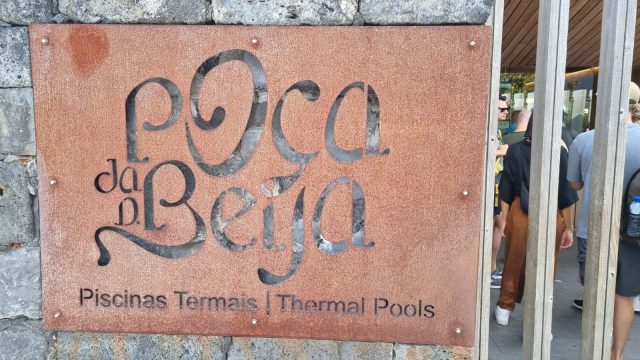 Poça
da D. Beija
Piscinas Termais | Thermal Pools